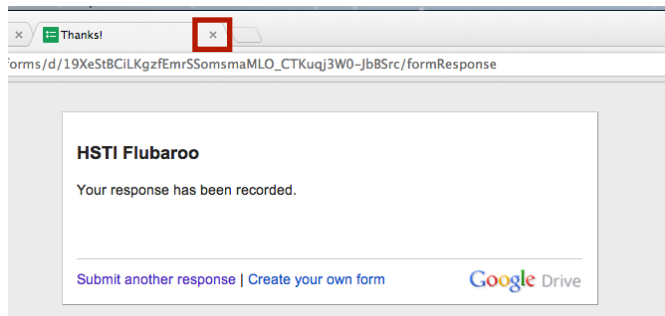 Thanks!
forms/d/19XeStBCiLKgzfEmrSSomsmaMLO_CTKuqj3W0-JbBSrc/formResponse
HSTI Flubaroo
Your response has been recorded.
Submit another response | Create your own form
Google Drive